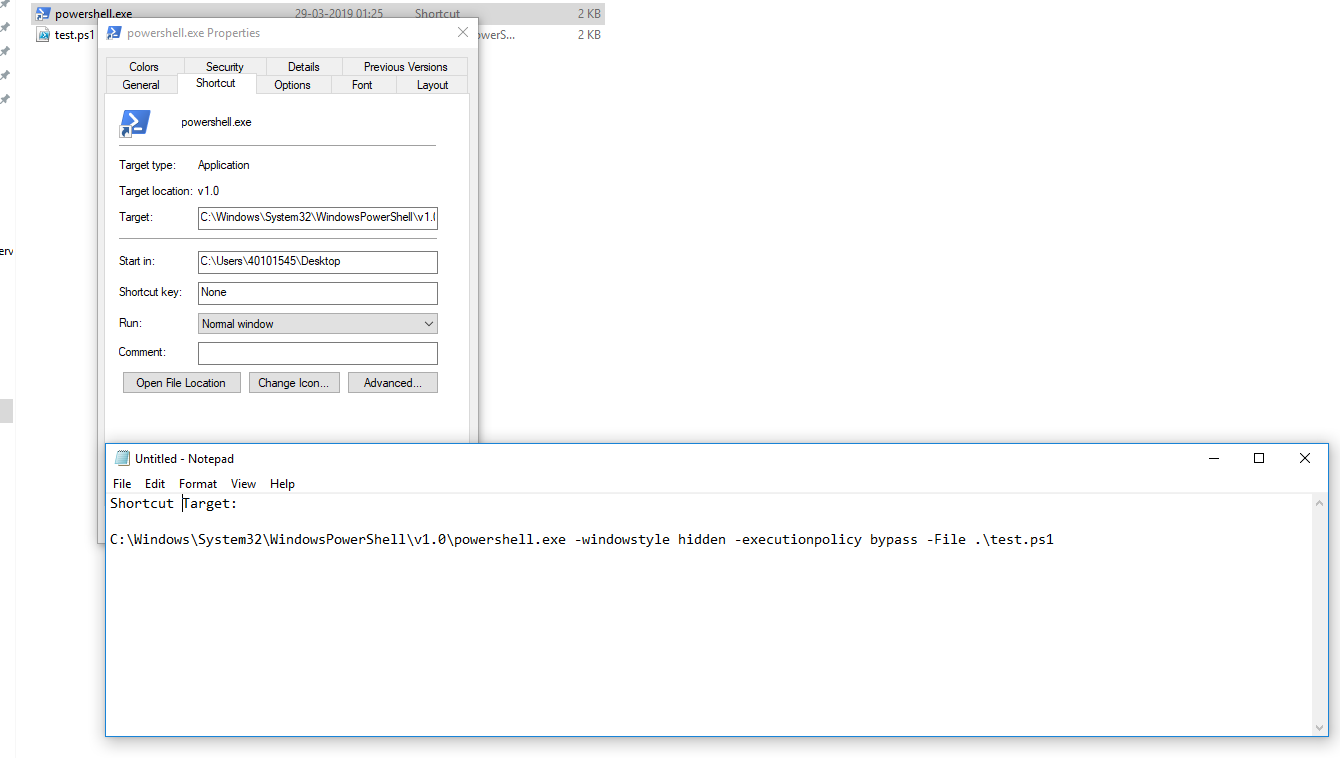 powershell.exe 29-03-2019 01:25 Shortcut 2 KB
test.ps1 2 KB
powershell.exe Properties
Colors Security Details Previous Versions
General Shortcut Options Font Layout
powershell.exe
Target type: Application
Target location: v1.0
Target: C:\Windows\System32\WindowsPowerShell\v1.0
Start in: C:\Users\40101545\Desktop
Shortcut key: None
Run: Normal window
Comment:
Open File Location Change Icon... Advanced...
Untitled - Notepad
File Edit Format View Help
Shortcut Target:
C:\Windows\System32\WindowsPowerShell\v1.0\powershell.exe -windowstyle hidden -executionpolicy bypass -File .\test.ps1